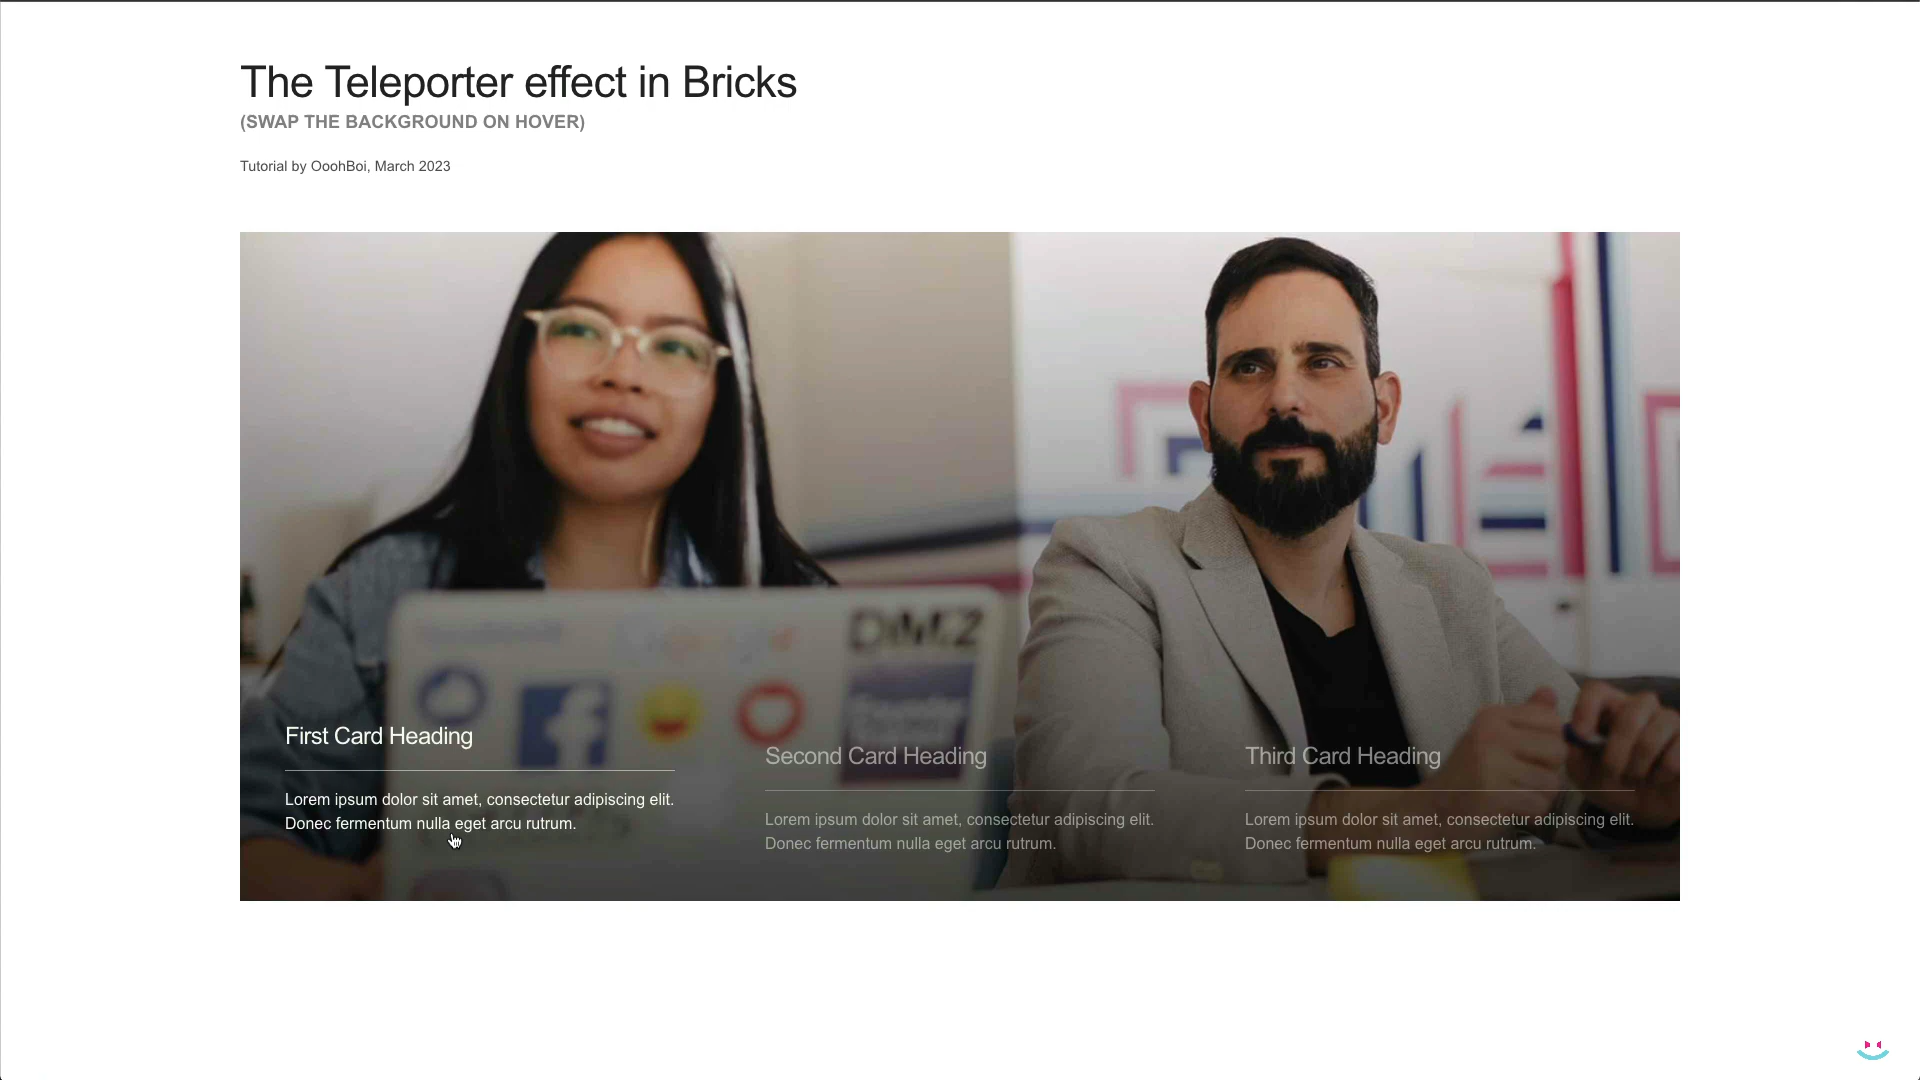 The Teleporter effect in Bricks
(SWAP THE BACKGROUND ON HOVER)
Tutorial by OoohBoi, March 2023
DMZ
First Card Heading
Lorem ipsum dolor sit amet, consectetur adipiscing elit.
Donec fermentum nulla eget arcu rutrum.
Second Card Heading
Lorem ipsum dolor sit amet, consectetur adipiscing elit.
Donec fermentum nulla eget arcu rutrum.
Third Card Heading
Lorem ipsum dolor sit amet, consectetur adipiscing elit.
Donec fermentum nulla eget arcu rutrum.